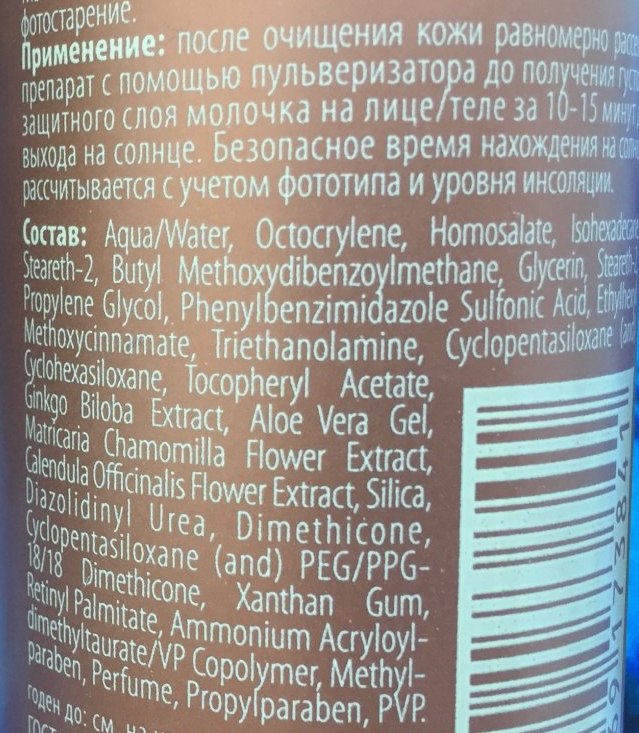 фотостарение.
Применение: после очищения кожи равномерно
препарат с помощью пульверизатора до получения
защитного слоя молочка на лице/теле за 10-15
выхода на солнце. Безопасное время нахождения на
рассчитывается с учетом фототипа и уровня инсоляции.
Состав: Aqua/Water, Octocrylene, Homosalate,
Steareth-2, Butyl Methoxydibenzoylmethane, Glycerin,
Propylene Glycol, Phenylbenzimidazole Sulfonic Acid,
Methoxycinnamate, Triethanolamine, Cyclopentasiloxane
Cyclohexasiloxane, Tocopheryl Acetate,
Ginkgo Biloba Extract, Aloe Vera Gel,
Matricaria Chamomilla Flower Extract,
Calendula Officinalis Flower Extract, Silica,
Diazolidinyl Urea, Dimethicone,
Cyclopentasiloxane (and) PEG/PPG-
18/18 Dimethicone, Xanthan Gum,
Retinyl Palmitate, Ammonium Acryloyl-
dimethyltaurate/VP Copolymer, Methyl-
paraben, Perfume, Propylparaben, PVP.
годен до: см.